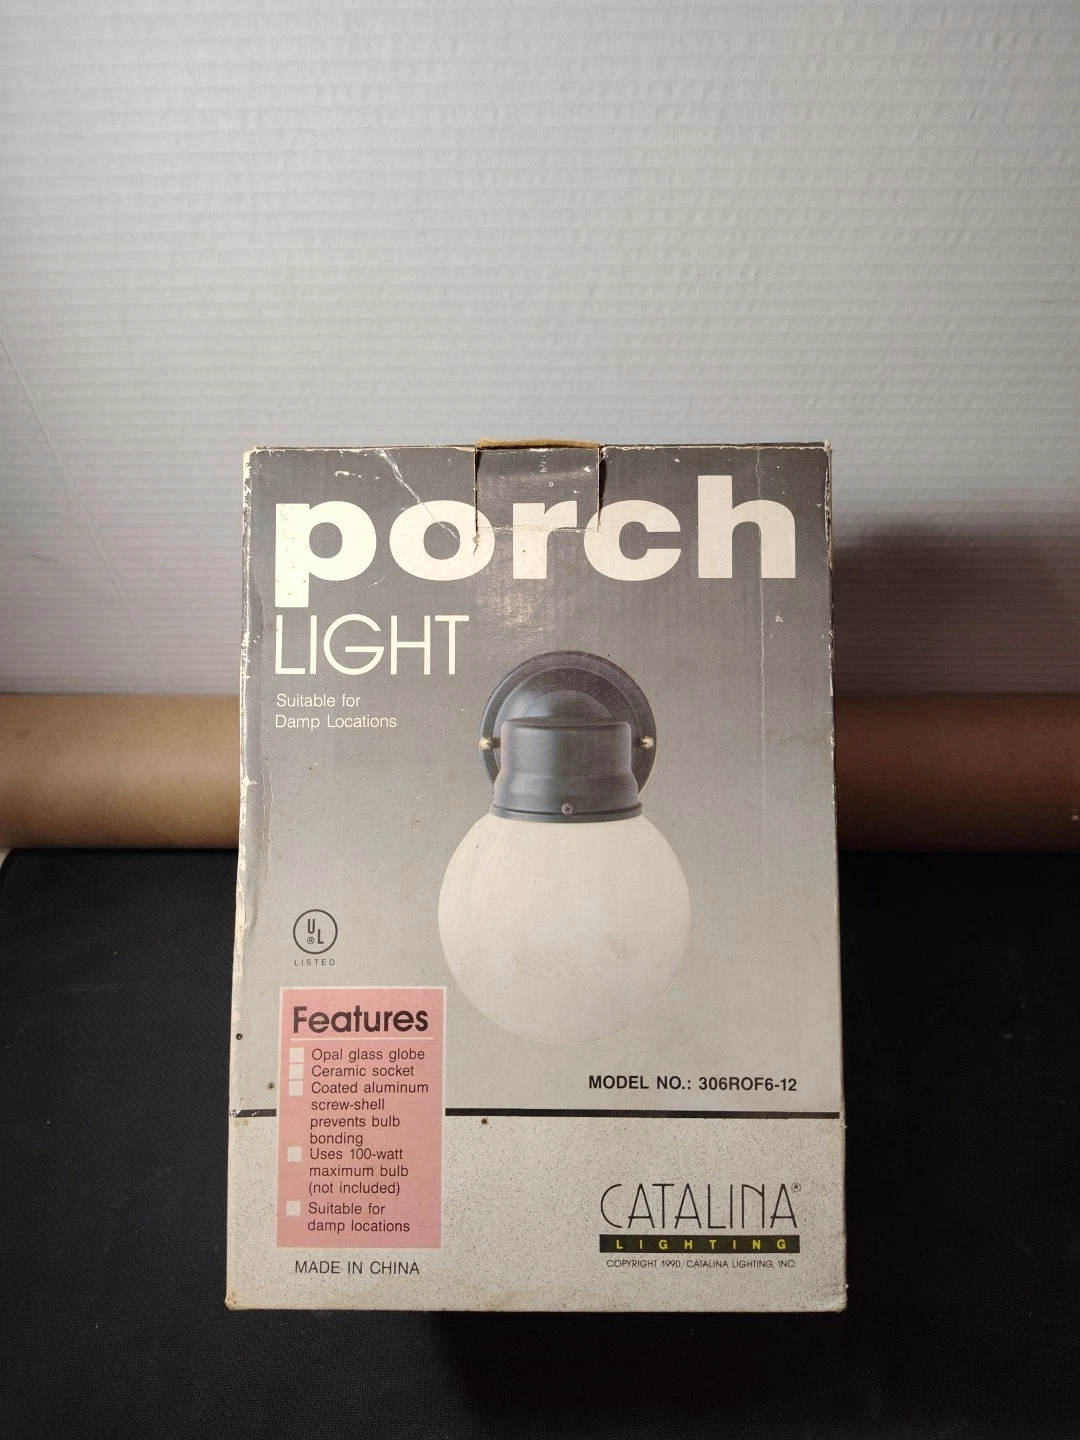 porch
LIGHT
Suitable for
Damp Locations
UL
®
LISTED
Features
Opal glass globe
Ceramic socket
Coated aluminum
screw-shell
prevents bulb
bonding
Uses 100-watt
maximum bulb
(not included)
Suitable for
damp locations
MADE IN CHINA
MODEL NO.: 306ROF6-12
CATALINA®
LIGHTING
COPYRIGHT 1990, CATALINA LIGHTING, INC.